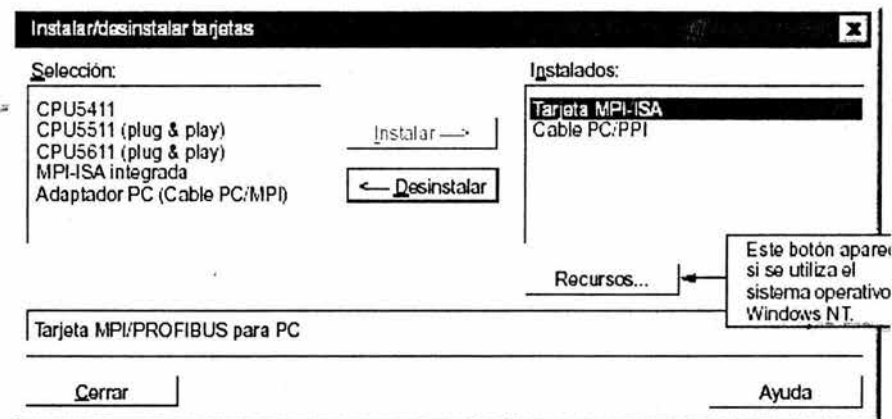 Instalar/desinstalar tarjetas
Selección:
CPU5411
CPU5511 (plug & play)
CPU5611 (plug & play)
MPI-ISA integrada
Adaptador PC (Cable PC/MPI)
Instalar
Desinstalar
Instalados:
Tarjeta MPI-ISA
Cable PC/PPI
Recursos...
Este botón apare
si se utiliza el
sistema operativo
Windows NT.
Tarjeta MPI/PROFIBUS para PC
Cerrar
Ayuda